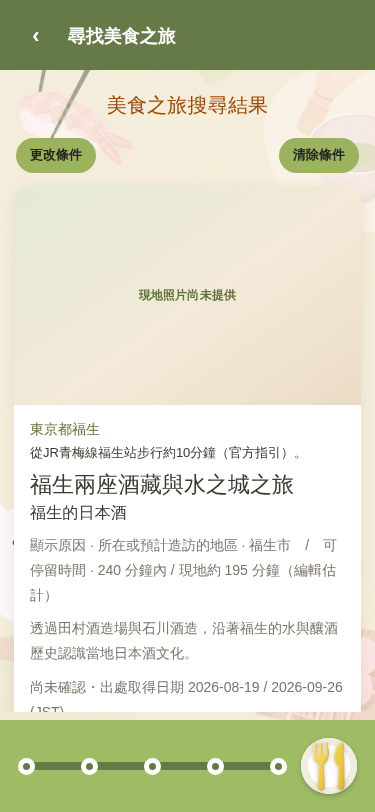 ‹ 尋找美食之旅
美食之旅搜尋結果
更改條件 清除條件
現地照片尚未提供
東京都福生
從JR青梅線福生站步行約10分鐘（官方指引）。
福生兩座酒藏與水之城之旅
福生的日本酒
顯示原因 · 所在或預計造訪的地區 · 福生市　/　可
停留時間 · 240 分鐘內 / 現地約 195 分鐘（編輯估
計）
透過田村酒造場與石川酒造，沿著福生的水與釀酒
歷史認識當地日本酒文化。
尚未確認・出處取得日期 2026-08-19 / 2026-09-26
(JST)